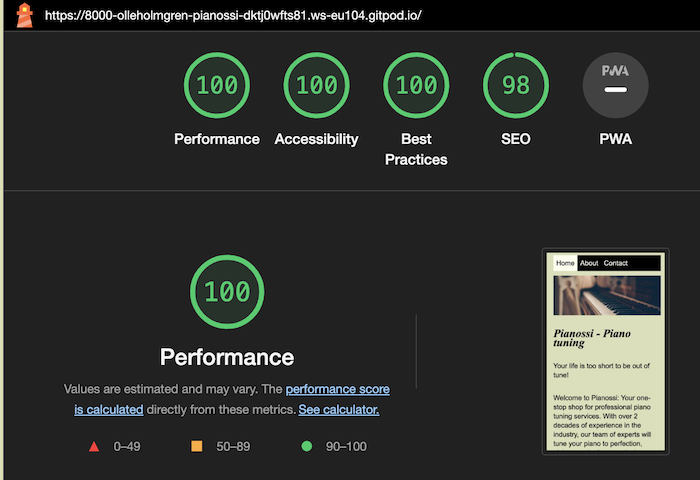 https://8000-olleholmgren-pianossi-dktj0wfts81.ws-eu104.gitpod.io/
100 100 100 98 PWA
Performance Accessibility Best Practices SEO PWA
100
Performance
Values are estimated and may vary. The performance score
is calculated directly from these metrics. See calculator.
0–49 50–89 90–100
Home About Contact
Pianossi - Piano
tuning
Your life is too short to be out of
tune!
Welcome to Pianossi: Your one-
stop shop for professional piano
tuning services. With over 2
decades of experience in the
industry, our team of experts will
tune your piano to perfection,